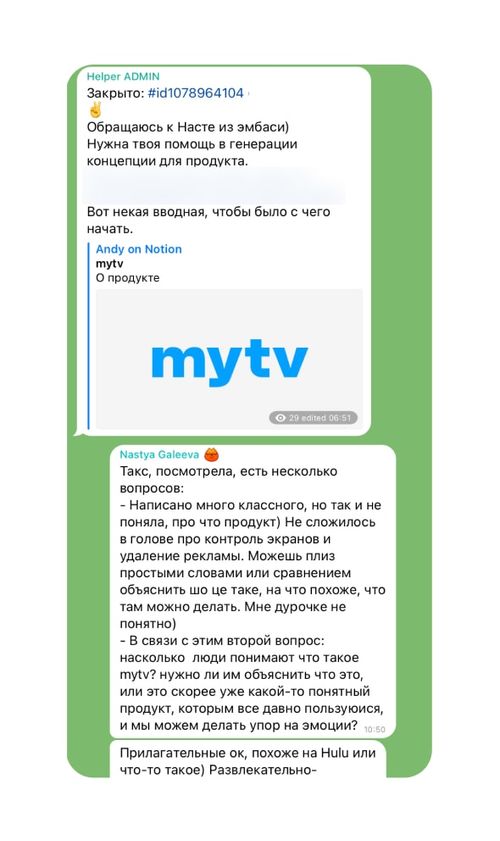 Helper ADMIN
Закрыто: #id1078964104
Обращаюсь к Насте из эмбаси)
Нужна твоя помощь в генерации
концепции для продукта.
Вот некая вводная, чтобы было с чего
начать.
Andy on Notion
mytv
О продукте
mytv
29 edited 06:51
Nastya Galeeva
Такс, посмотрела, есть несколько
вопросов:
- Написано много классного, но так и не
поняла, про что продукт) Не сложилось
в голове про контроль экранов и
удаление рекламы. Можешь плиз
простыми словами или сравнением
объяснить шо це таке, на что похоже, что
там можно делать. Мне дурочке не
понятно)
- В связи с этим второй вопрос:
насколько люди понимают что такое
mytv? нужно ли им объяснить что это,
или это скорее уже какой-то понятный
продукт, которым все давно пользуюися,
и мы можем делать упор на эмоции? 10:50
Прилагательные ок, похоже на Hulu или
что-то такое) Развлекательно-